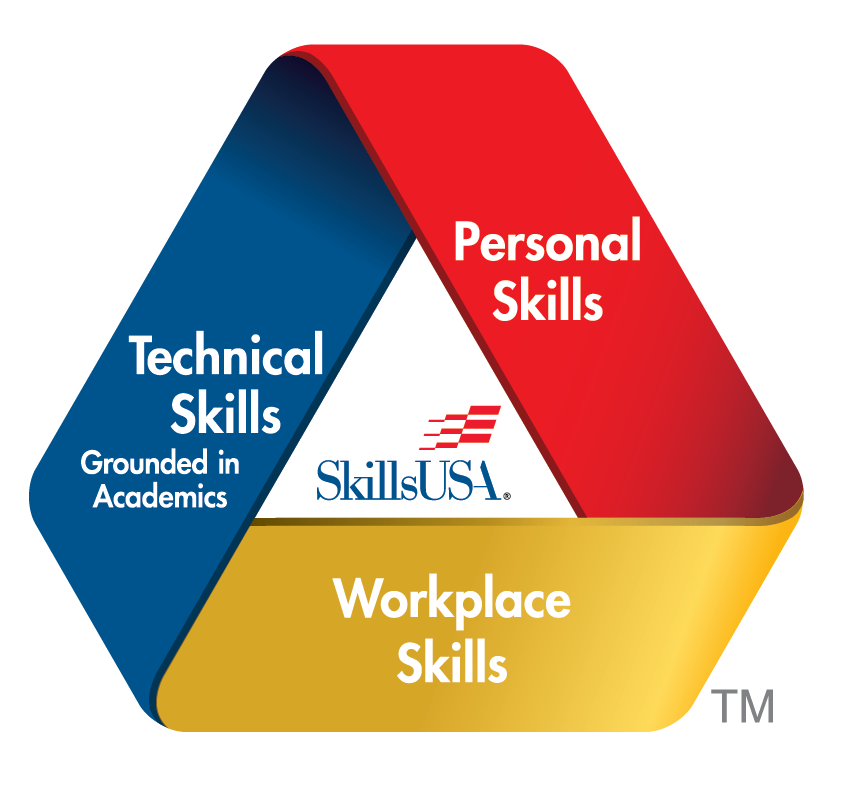 Personal
Skills
Technical
Skills
Grounded in
Academics
SkillsUSA®
Workplace
Skills
TM